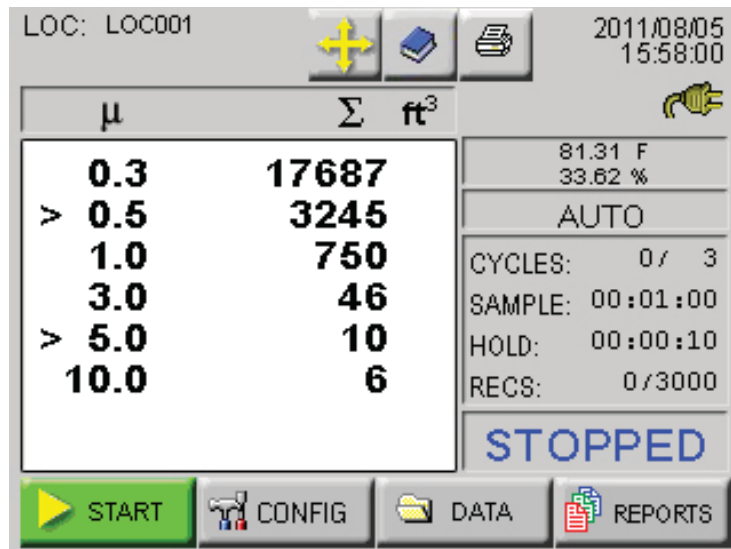 LOC: LOC001
2011/08/05
15:58:00
µ Σ ft³
81.31 F
33.62 %
0.3 17687
> 0.5 3245
1.0 750
3.0 46
> 5.0 10
10.0 6
AUTO
CYCLES: 0/ 3
SAMPLE: 00:01:00
HOLD: 00:00:10
RECS: 0/3000
STOPPED
START CONFIG DATA REPORTS